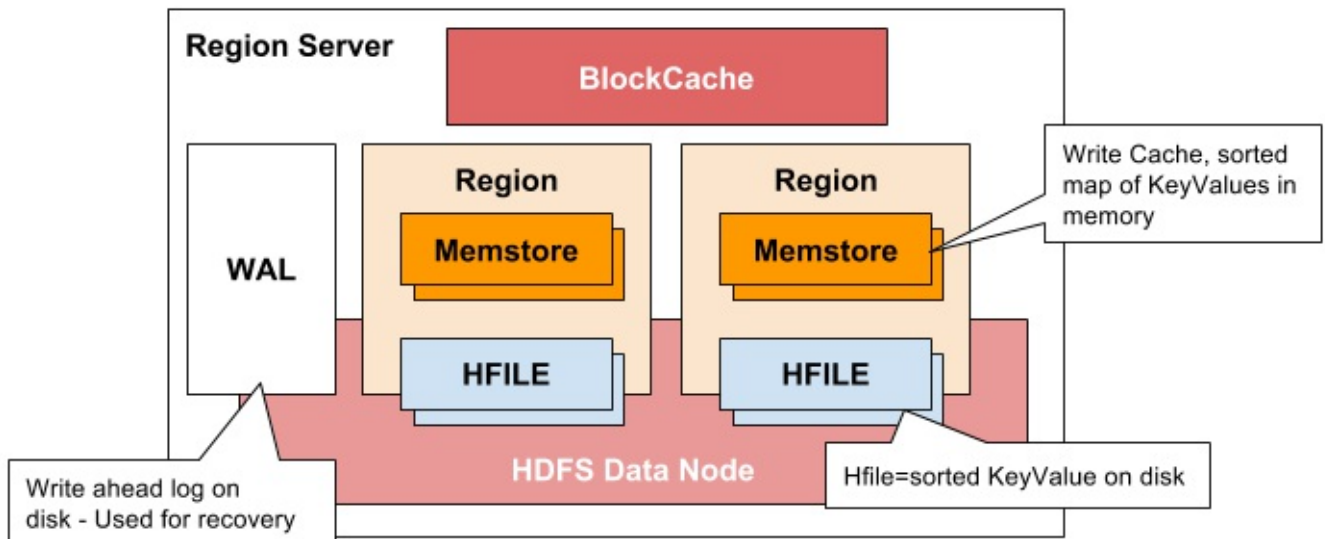 Region Server
BlockCache
Write Cache, sorted
map of KeyValues in
memory
WAL
Region
Memstore
HFILE
Region
Memstore
HFILE
HDFS Data Node
Write ahead log on
disk - Used for recovery
Hfile=sorted KeyValue on disk